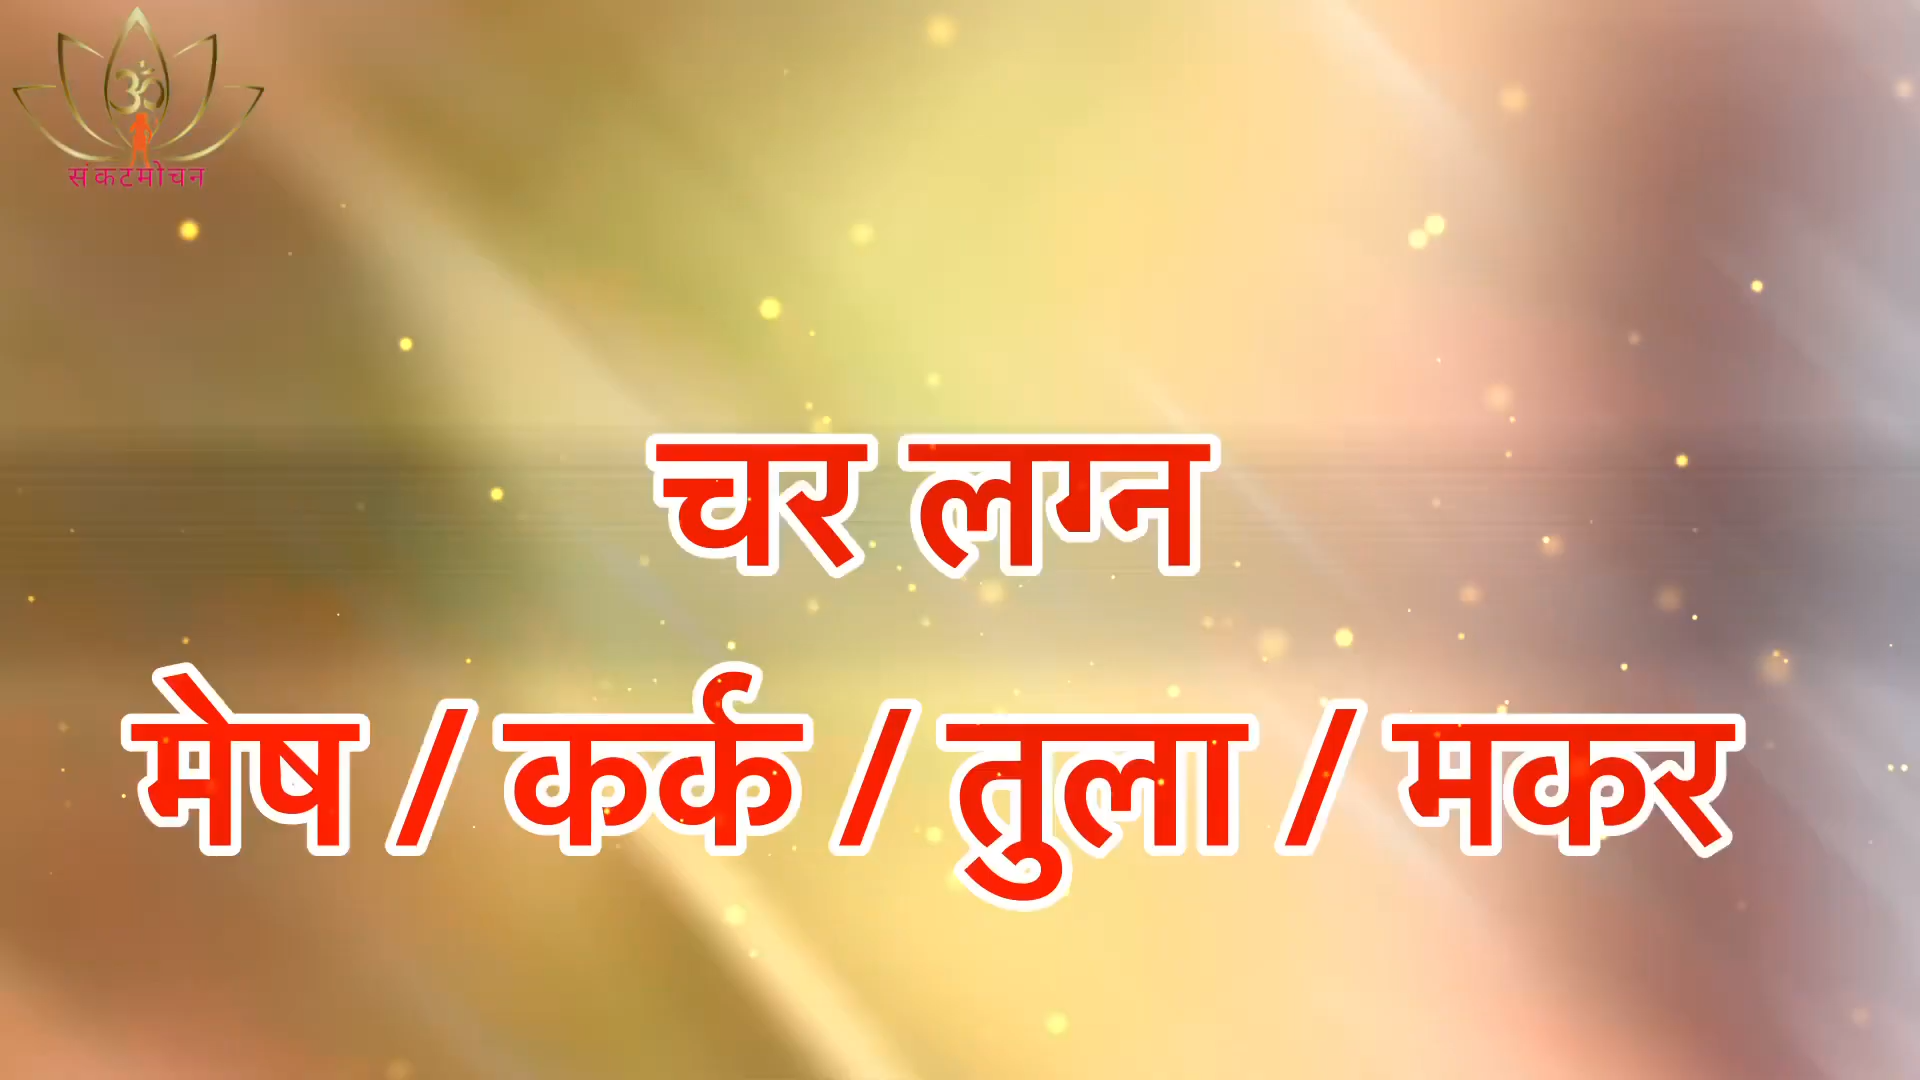 ॐ
संकटमोचन
चर लग्न
मेष / कर्क / तुला / मकर